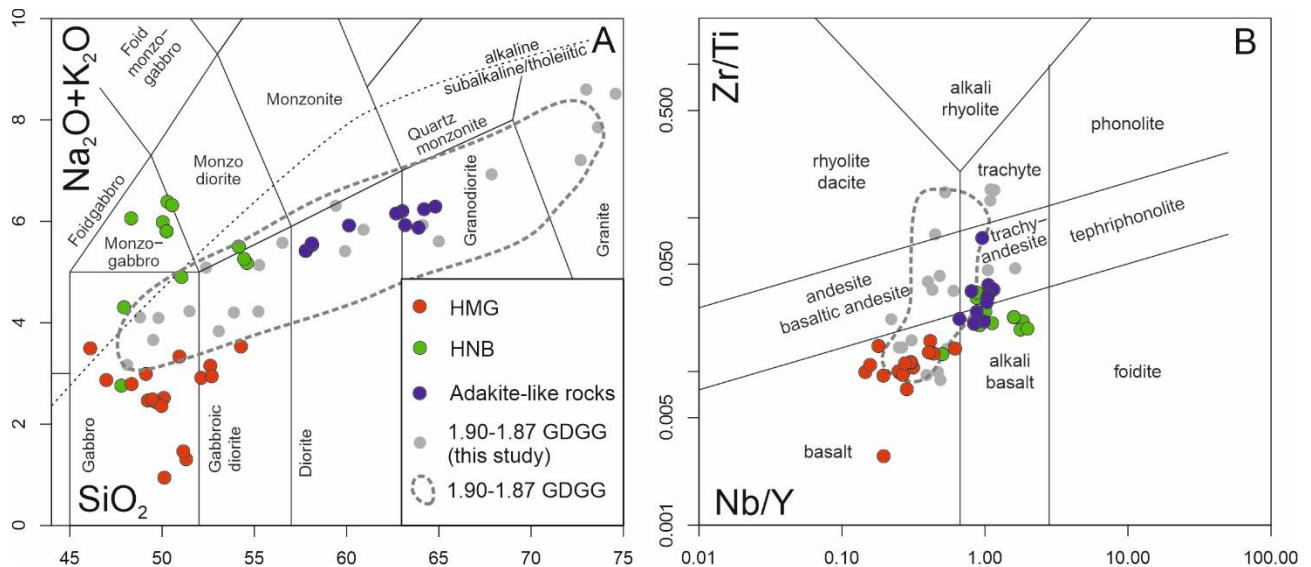 A
Na₂O+K₂O
10
8
6
4
2
0
45
50
55
60
65
70
75
SiO₂
Foid
monzo-
gabbro
Foidgabbro
Monzo-
gabbro
Monzo
diorite
Monzonite
alkaline
subalkaline/tholeiitic
Quartz
monzonite
Granodiorite
Granite
Gabbro
Gabbroic
diorite
Diorite
HMG
HNB
Adakite-like rocks
1.90-1.87 GDGG
(this study)
1.90-1.87 GDGG
B
Zr/Ti
0.500
0.050
0.005
0.001
0.01
0.10
1.00
10.00
100.00
Nb/Y
alkali
rhyolite
phonolite
rhyolite
dacite
trachyte
trachy–
andesite
tephriphonolite
andesite
basaltic andesite
alkali
basalt
foidite
basalt